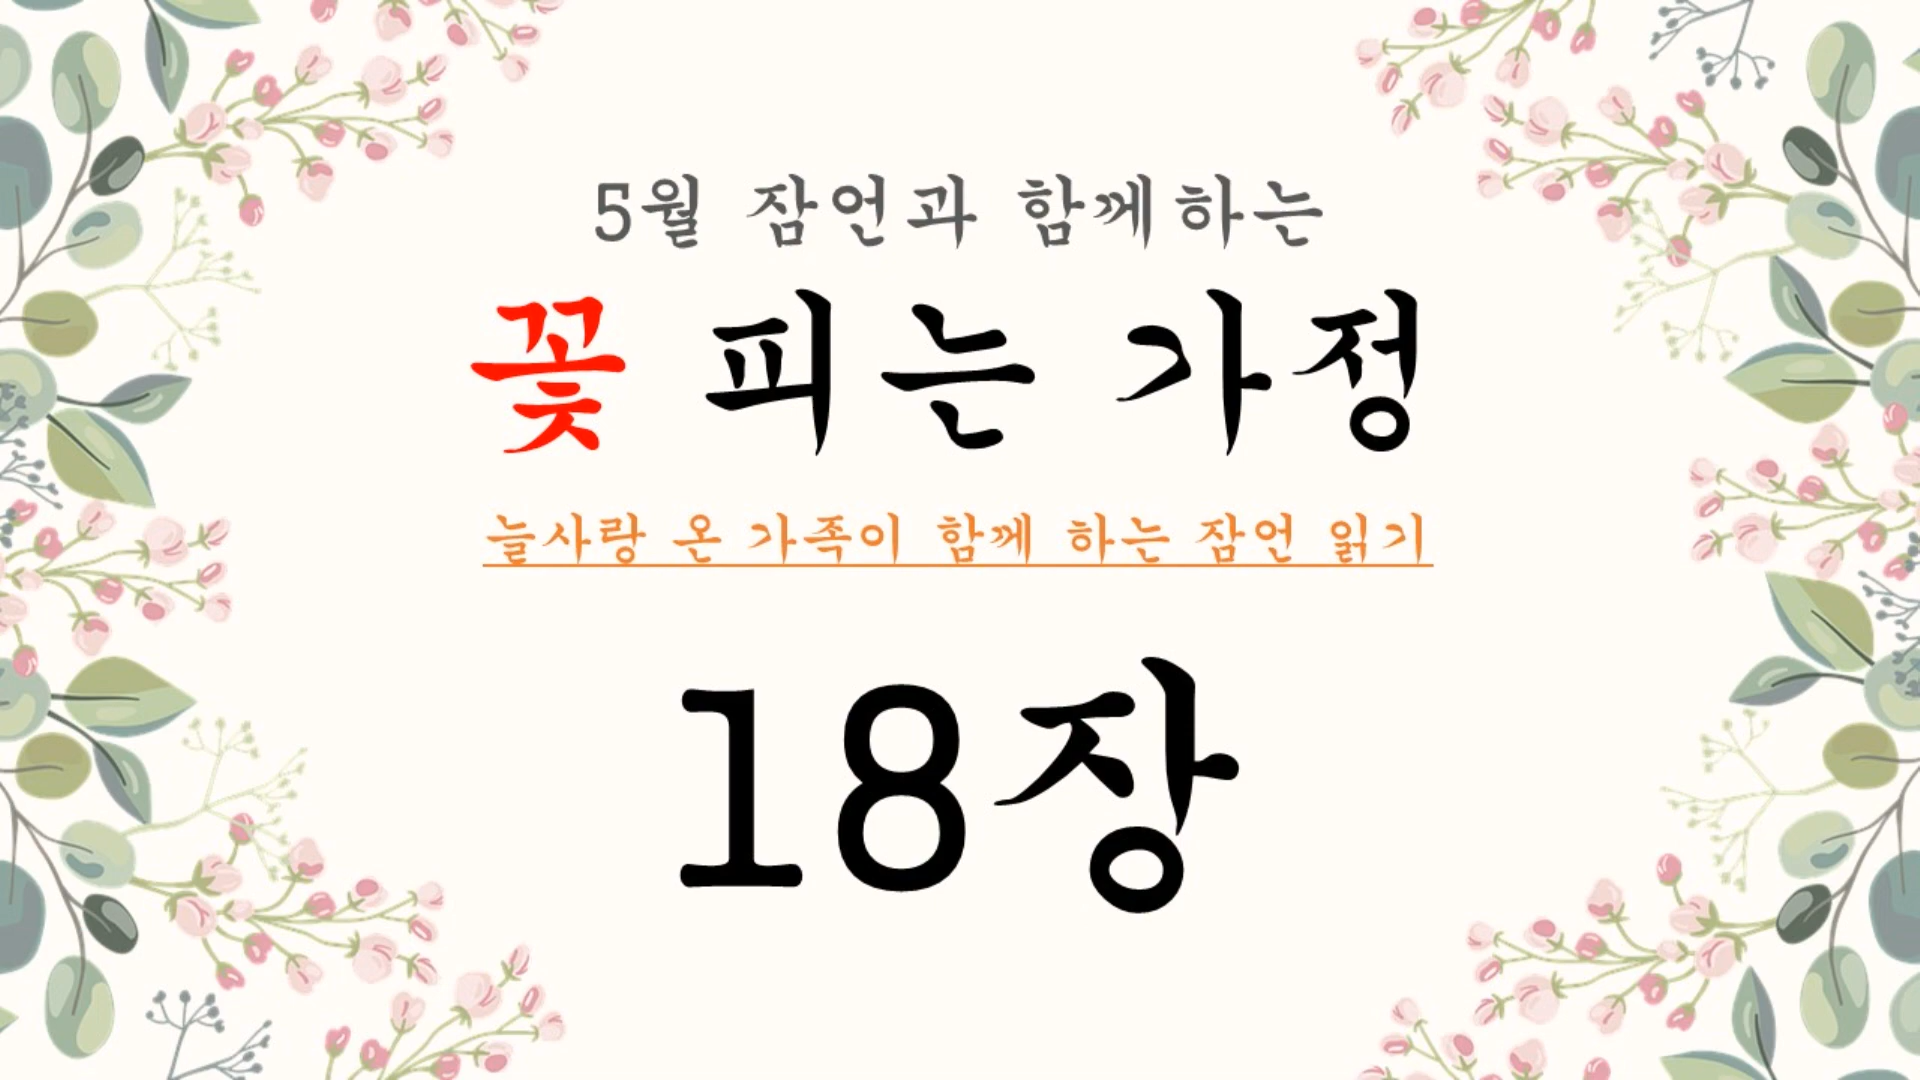 5월 잠언과 함께하는
꽃 피는 가정
늘사랑 온 가족이 함께 하는 잠언 읽기
18장